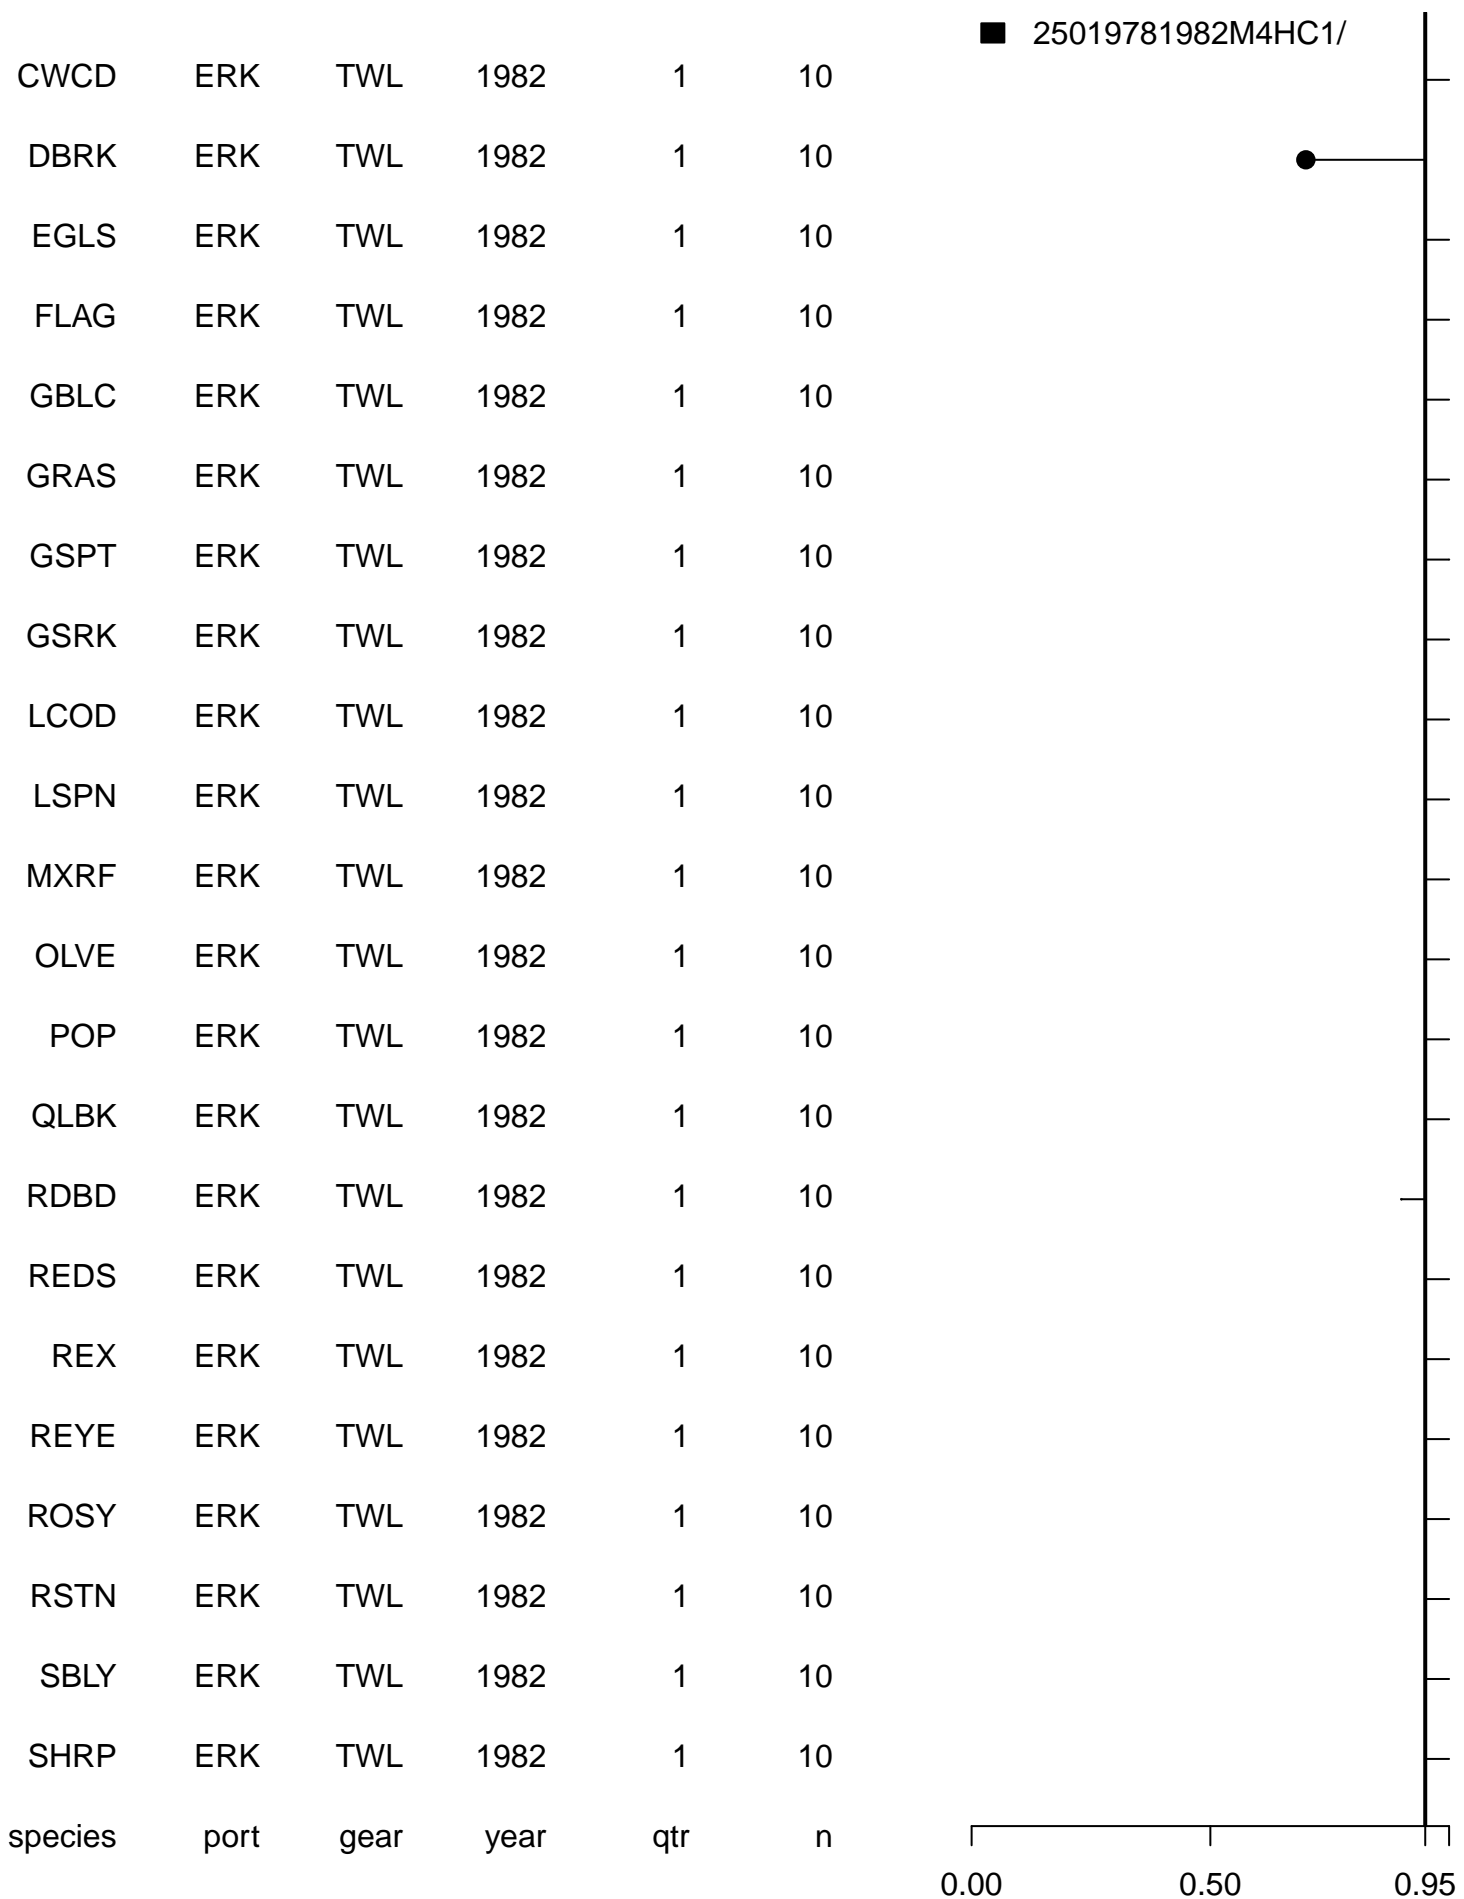 25019781982M4HC1/
CWCD ERK TWL 1982 1 10
DBRK ERK TWL 1982 1 10
EGLS ERK TWL 1982 1 10
FLAG ERK TWL 1982 1 10
GBLC ERK TWL 1982 1 10
GRAS ERK TWL 1982 1 10
GSPT ERK TWL 1982 1 10
GSRK ERK TWL 1982 1 10
LCOD ERK TWL 1982 1 10
LSPN ERK TWL 1982 1 10
MXRF ERK TWL 1982 1 10
OLVE ERK TWL 1982 1 10
POP ERK TWL 1982 1 10
QLBK ERK TWL 1982 1 10
RDBD ERK TWL 1982 1 10
REDS ERK TWL 1982 1 10
REX ERK TWL 1982 1 10
REYE ERK TWL 1982 1 10
ROSY ERK TWL 1982 1 10
RSTN ERK TWL 1982 1 10
SBLY ERK TWL 1982 1 10
SHRP ERK TWL 1982 1 10
species port gear year qtr n
0.00 0.50 0.95